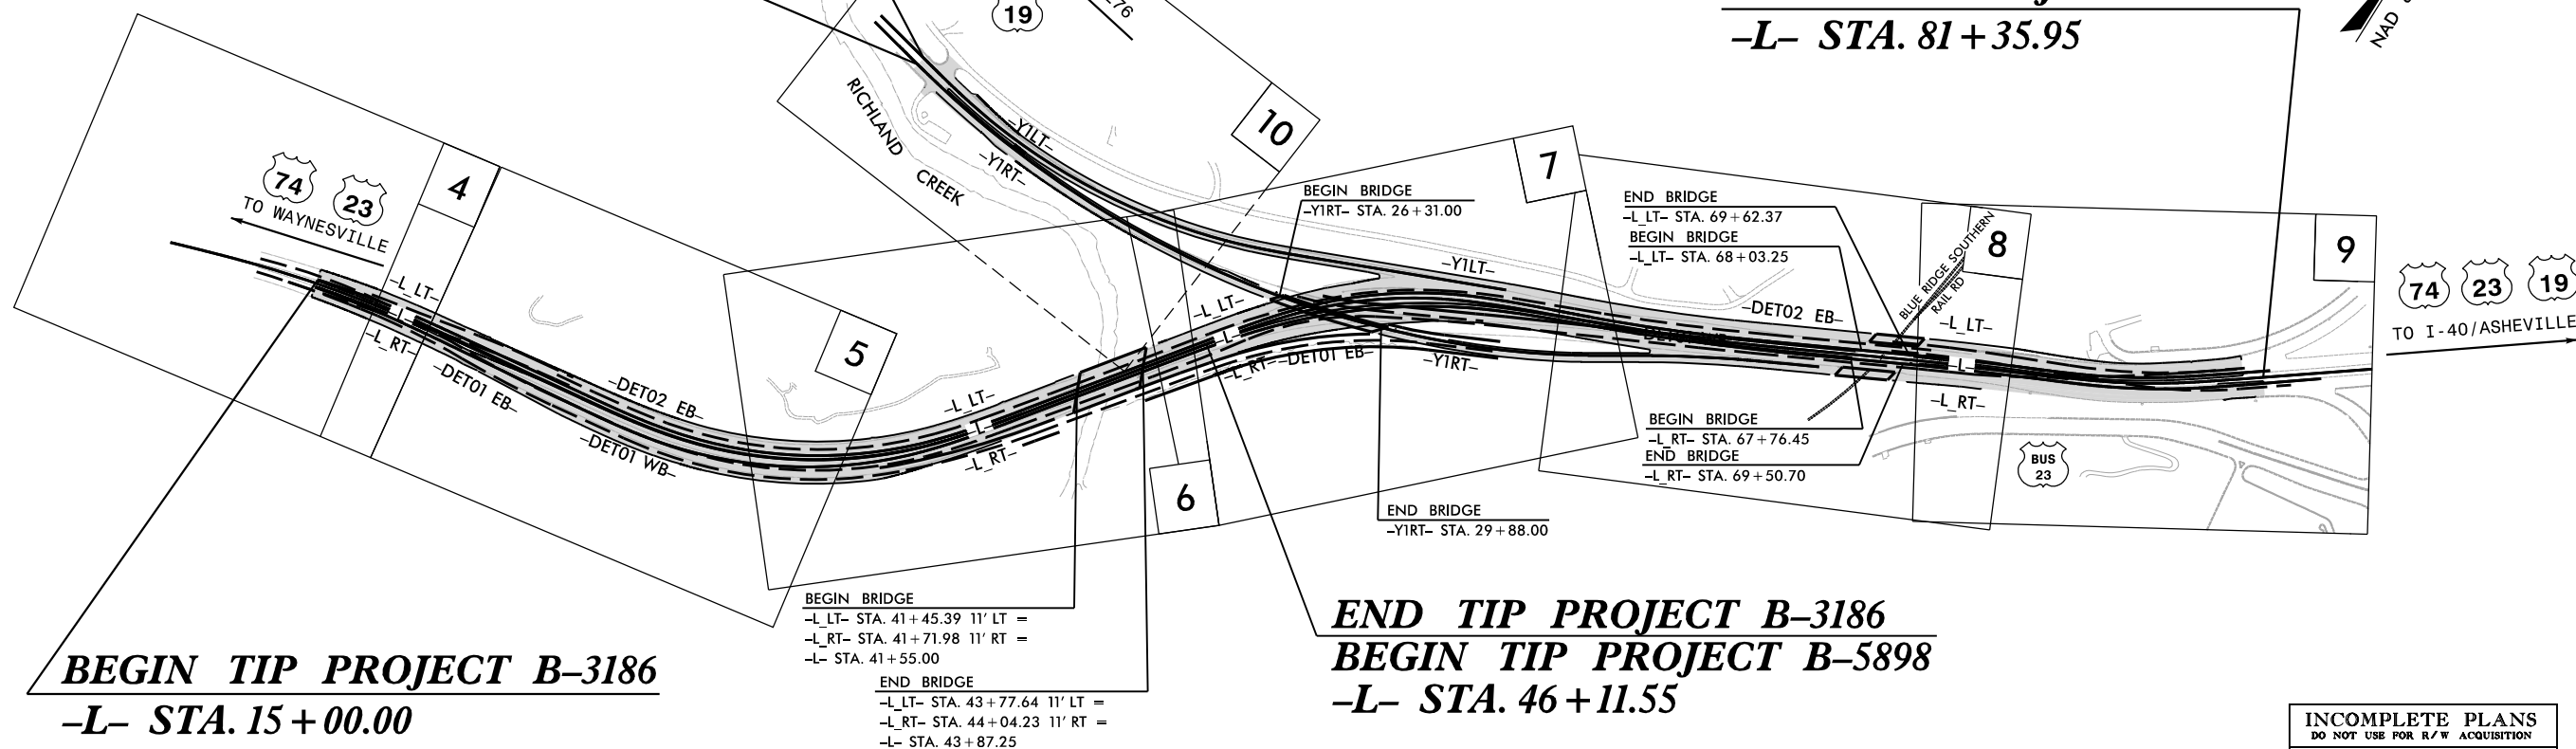 19
-L- STA. 81+35.95
NAD
RICHLAND
CREEK
-Y1LT-
-Y1RT-
10
7
4
74
23
TO WAYNESVILLE
BEGIN BRIDGE
-Y1RT- STA. 26+31.00
END BRIDGE
-L_LT- STA. 69+62.37
BEGIN BRIDGE
-L_LT- STA. 68+03.25
BLUE RIDGE SOUTHERN
RAIL RD
8
9
74
23
19
TO I-40/ASHEVILLE
-L_LT-
-L-
-L_RT-
-DET01 EB-
-DET02 EB-
-DET01 WB-
5
-L_LT-
-L-
-L_RT-
-L_LT-
-L-
-L_RT-
-DET01 EB-
-Y1LT-
-Y1RT-
-DET02 EB-
-L_LT-
-L-
-L_RT-
6
BUS
23
BEGIN BRIDGE
-L_RT- STA. 67+76.45
END BRIDGE
-L_RT- STA. 69+50.70
END BRIDGE
-Y1RT- STA. 29+88.00
BEGIN BRIDGE
-L_LT- STA. 41+45.39 11' LT =
-L_RT- STA. 41+71.98 11' RT =
-L- STA. 41+55.00
END BRIDGE
-L_LT- STA. 43+77.64 11' LT =
-L_RT- STA. 44+04.23 11' RT =
-L- STA. 43+87.25
BEGIN TIP PROJECT B-3186
-L- STA. 15+00.00
END TIP PROJECT B-3186
BEGIN TIP PROJECT B-5898
-L- STA. 46+11.55
INCOMPLETE PLANS
DO NOT USE FOR R/W ACQUISITION